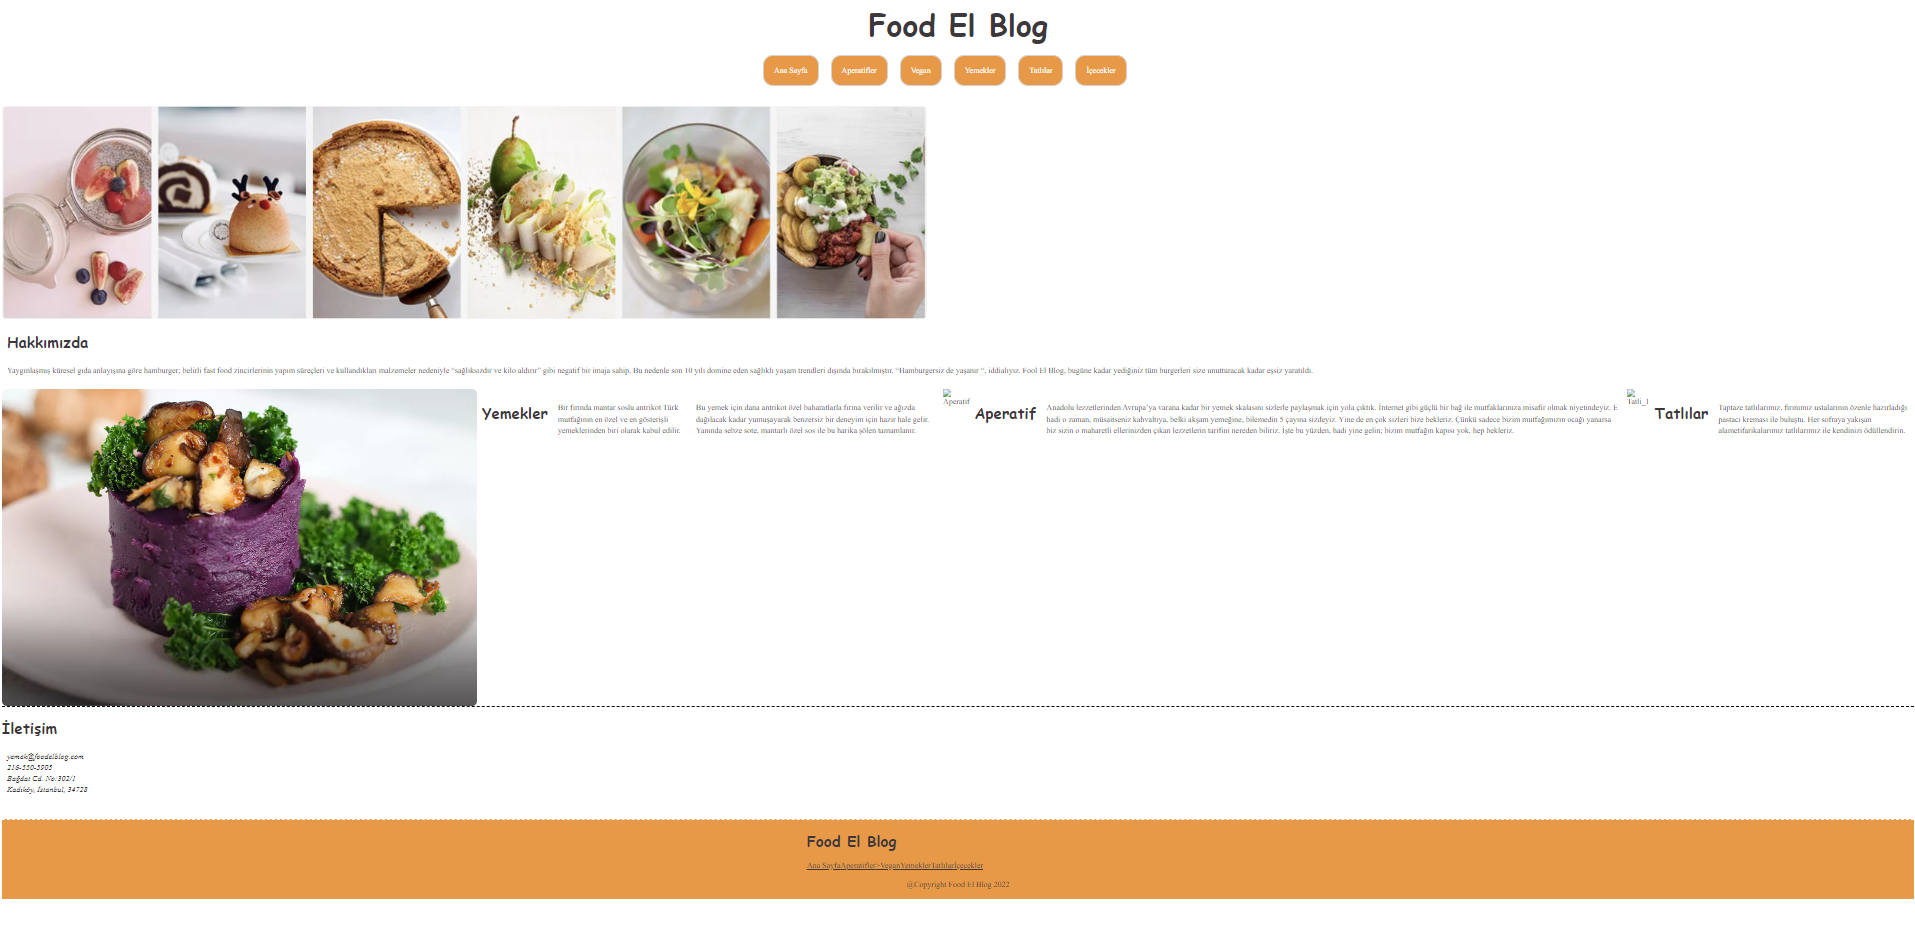 Food El Blog
Ana Sayfa Aperatifler Vegan Yemekler Tatlılar İçecekler
Hakkımızda
Yaygınlaşmış küresel gıda anlayışına göre hamburger; belirli fast food zincirlerinin yapım süreçleri ve kullandıkları malzemeler nedeniyle “sağlıksızdır ve kilo aldırır” gibi negatif bir imaja sahip. Bu nedenle son 10 yılı domine eden sağlıklı yaşam trendleri dışında bırakılmıştır. “Hamburgersiz de yaşanır “, iddialıyız. Fool El Blog, bugüne kadar yediğiniz tüm burgerleri size unutturacak kadar eşsiz yaratıldı.
Yemekler
Bir fırında mantar soslu antrikot Türk
mutfağının en özel ve en gösterişli
yemeklerinden biri olarak kabul edilir.
Bu yemek için dana antrikot özel baharatlarla fırına verilir ve ağızda
dağılacak kadar yumuşayarak benzersiz bir deneyim için hazır hale gelir.
Yanında sebze sote, mantarlı özel sos ile bu harika şölen tamamlanır.
Aperatif
Aperatif
Anadolu lezzetlerinden Avrupa’ya varana kadar bir yemek skalasını sizlerle paylaşmak için yola çıktık. İnternet gibi güçlü bir bağ ile mutfaklarınıza misafir olmak niyetindeyiz. E
hadi o zaman, müsaitseniz kahvaltıya, belki akşam yemeğine, bilemedin 5 çayına sizdeyiz. Yine de en çok sizleri bize bekleriz. Çünkü sadece bizim mutfağımızın ocağı yanarsa
biz sizin o maharetli ellerinizden çıkan lezzetlerin tarifini nereden biliriz. İşte bu yüzden, hadi yine gelin; bizim mutfağın kapısı yok, hep bekleriz.
Tatli_1
Tatlılar
Taptaze tatlılarımız, fırınımız ustalarının özenle hazırladığı
pastacı kreması ile buluştu. Her sofraya yakışan
alametifarikalarımız tatlılarımız ile kendinizi ödüllendirin.
İletişim
yemek@foodelblog.com
216-550-5905
Bağdat Cd. No:302/1
Kadıköy, İstanbul, 34728
Food El Blog
Ana SayfaAperatifler>VeganYemeklerTatlılarİçecekler
@Copyright Food El Blog 2022